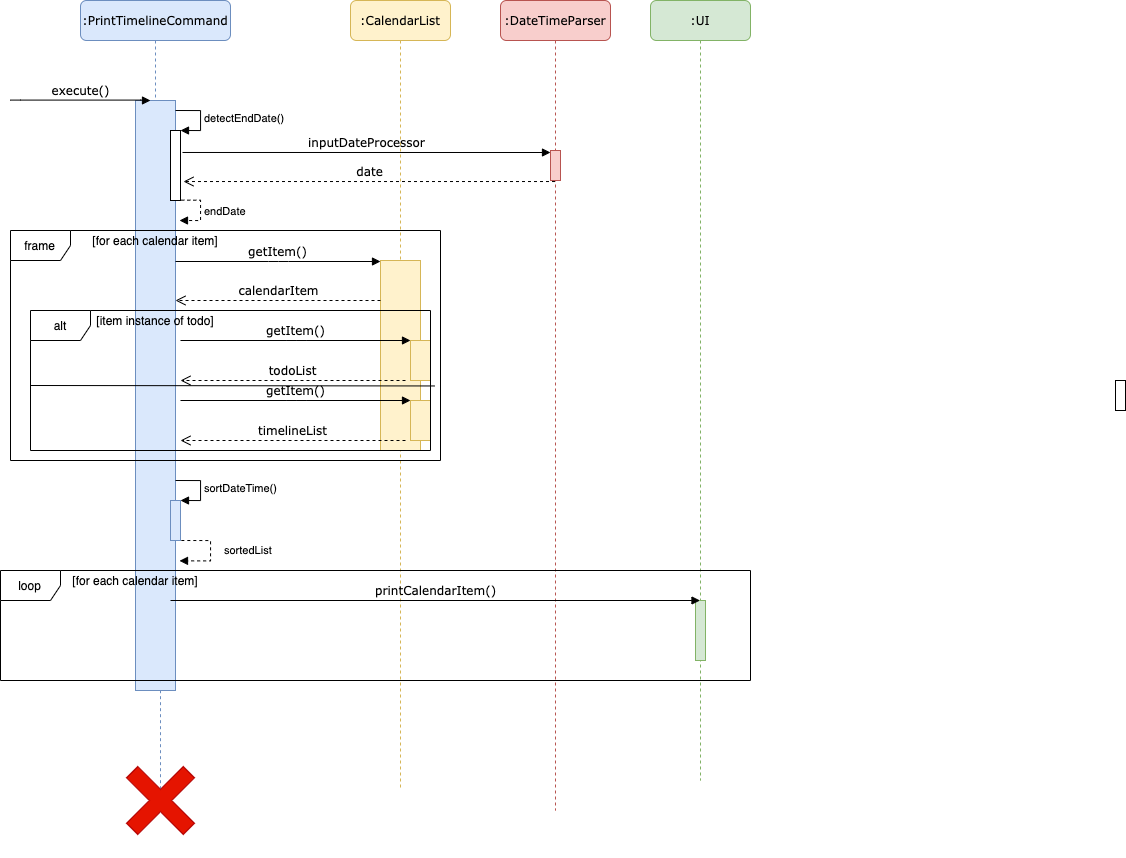 :PrintTimelineCommand
:CalendarList
:DateTimeParser
:UI
execute()
detectEndDate()
inputDateProcessor
date
endDate
frame
[for each calendar item]
getItem()
calendarItem
alt
[item instance of todo]
getItem()
todoList
getItem()
timelineList
sortDateTime()
sortedList
loop
[for each calendar item]
printCalendarItem()